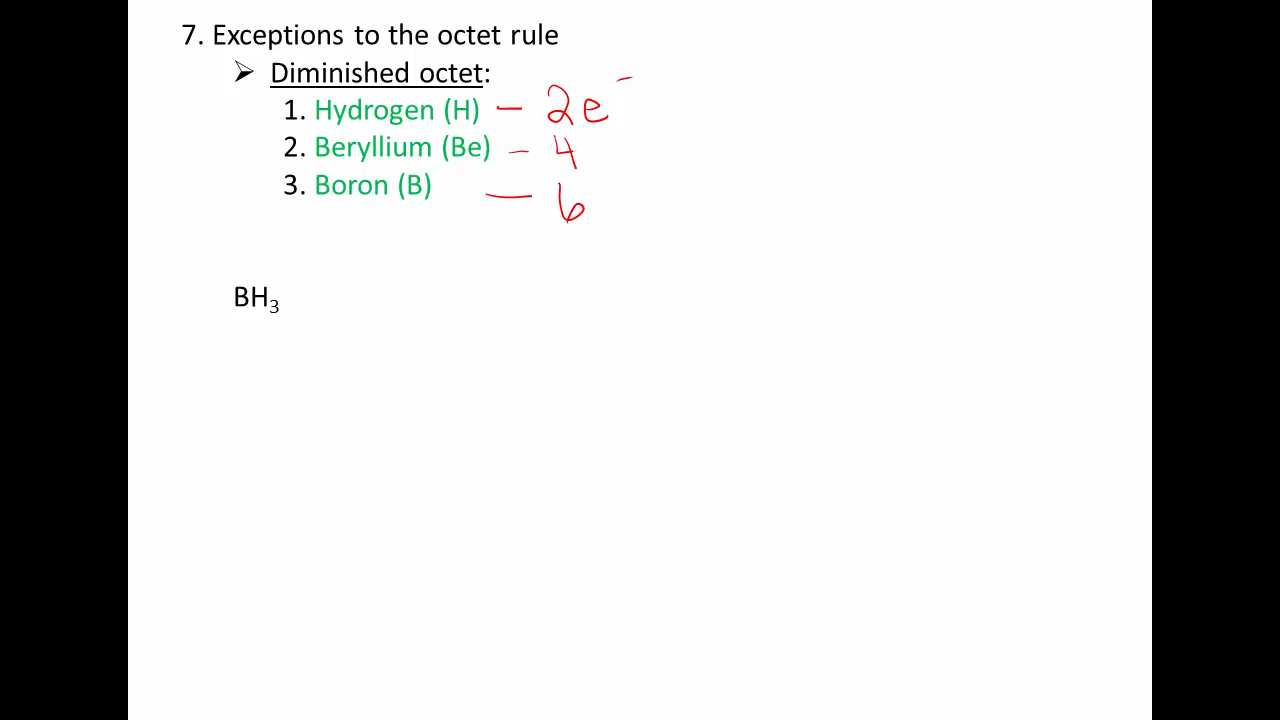 7. Exceptions to the octet rule
➢ Diminished octet:
1. Hydrogen (H) — 2e⁻
2. Beryllium (Be) – 4
3. Boron (B) — 6
BH₃